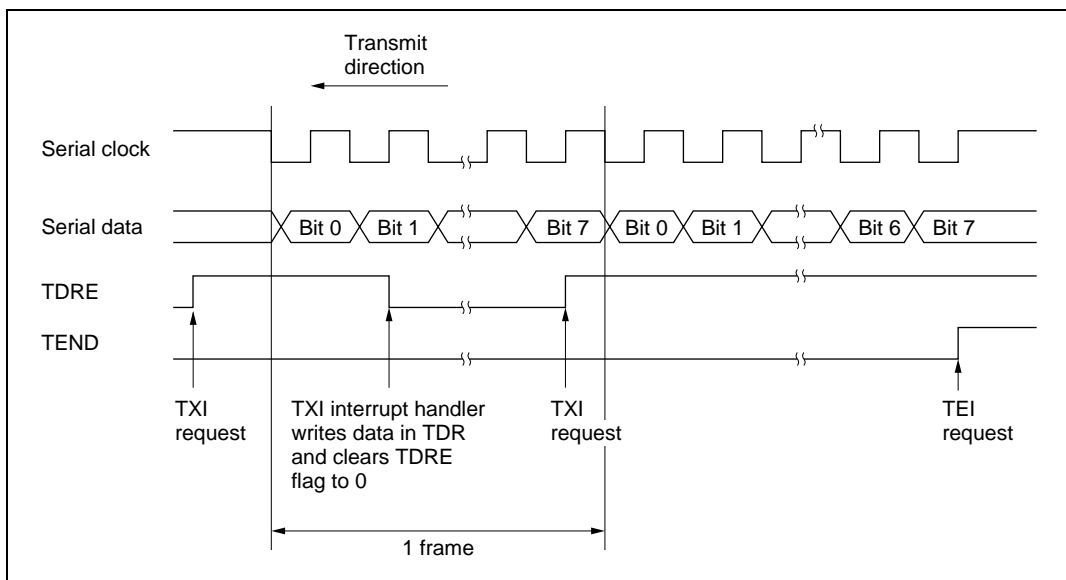 Transmit
direction
Serial clock
Serial data
Bit 0
Bit 1
Bit 7
Bit 0
Bit 1
Bit 6
Bit 7
TDRE
TEND
TXI
request
TXI interrupt handler
writes data in TDR
and clears TDRE
flag to 0
TXI
request
TEI
request
1 frame